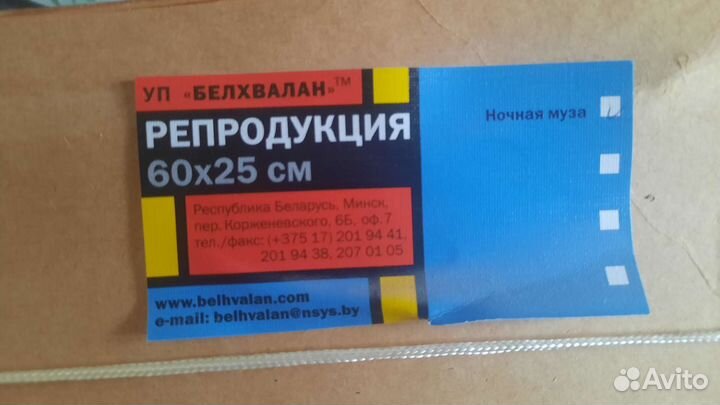 УП «БЕЛХВАЛАН»™
РЕПРОДУКЦИЯ
60x25 см
Республика Беларусь, Минск,
пер. Корженевского, 6Б, оф.7
тел./факс: (+375 17) 201 94 41,
201 94 38, 207 01 05
www.belhvalan.com
e-mail: belhvalan@nsys.by
Ночная муза
Avito